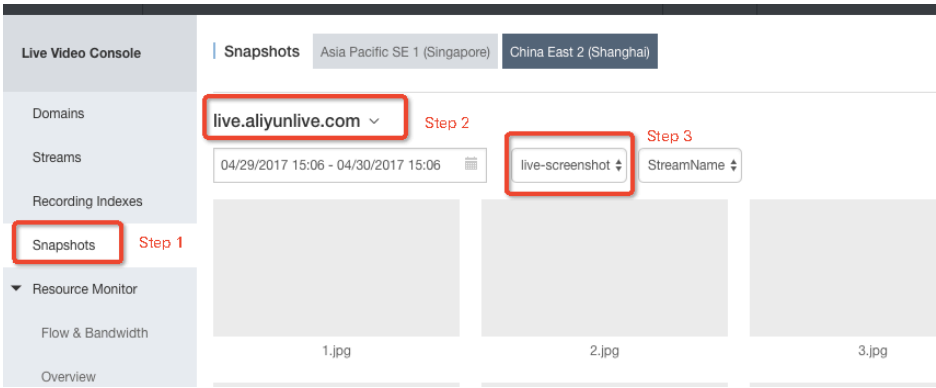 Live Video Console
Snapshots Asia Pacific SE 1 (Singapore) China East 2 (Shanghai)
Domains
Streams
Recording Indexes
Snapshots Step 1
Resource Monitor
Flow & Bandwidth
Overview
live.aliyunlive.com Step 2
Step 3
04/29/2017 15:06 - 04/30/2017 15:06 live-screenshot StreamName
1.jpg 2.jpg 3.jpg